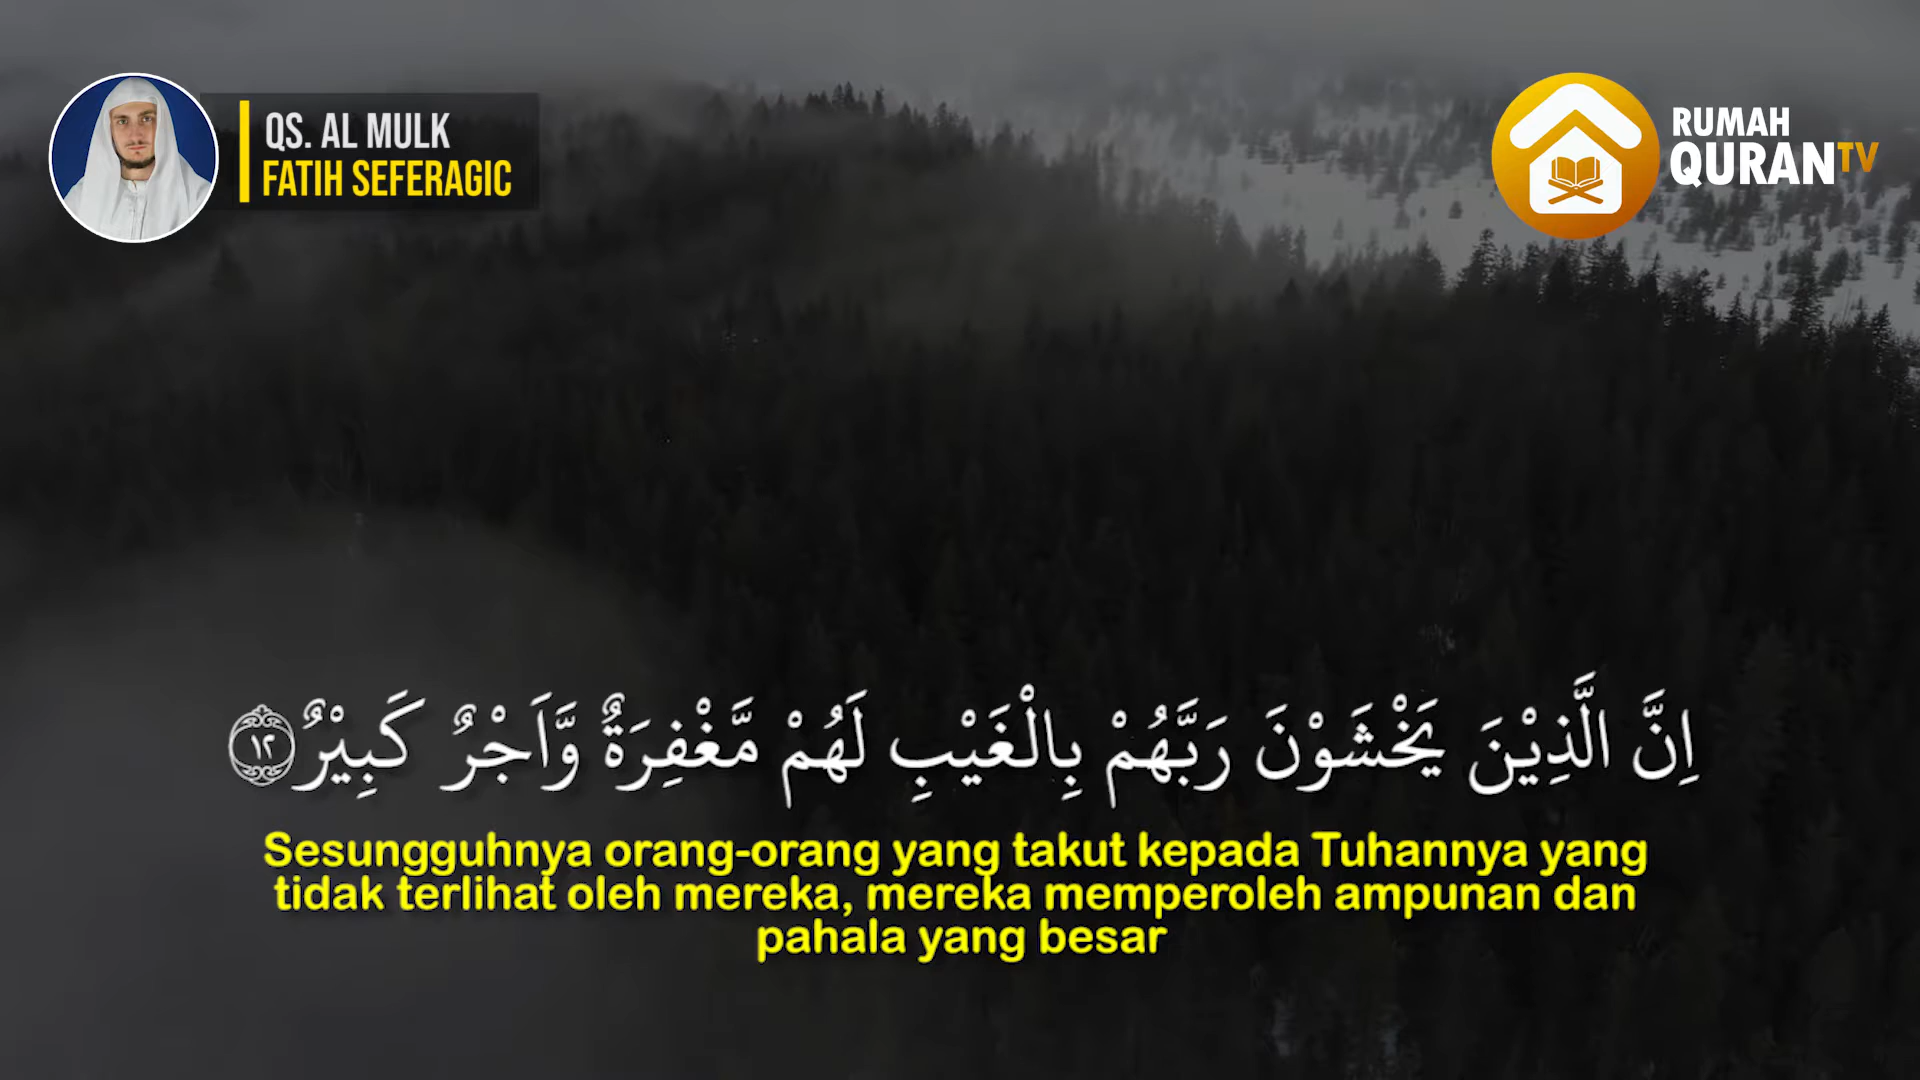 QS. AL MULK
FATIH SEFERAGIC
RUMAH
QURANTV
اِنَّ الَّذِيْنَ يَخْشَوْنَ رَبَّهُمْ بِالْغَيْبِ لَهُمْ مَّغْفِرَةٌ وَّاَجْرٌ كَبِيْرٌ ١٢
Sesungguhnya orang-orang yang takut kepada Tuhannya yang
tidak terlihat oleh mereka, mereka memperoleh ampunan dan
pahala yang besar